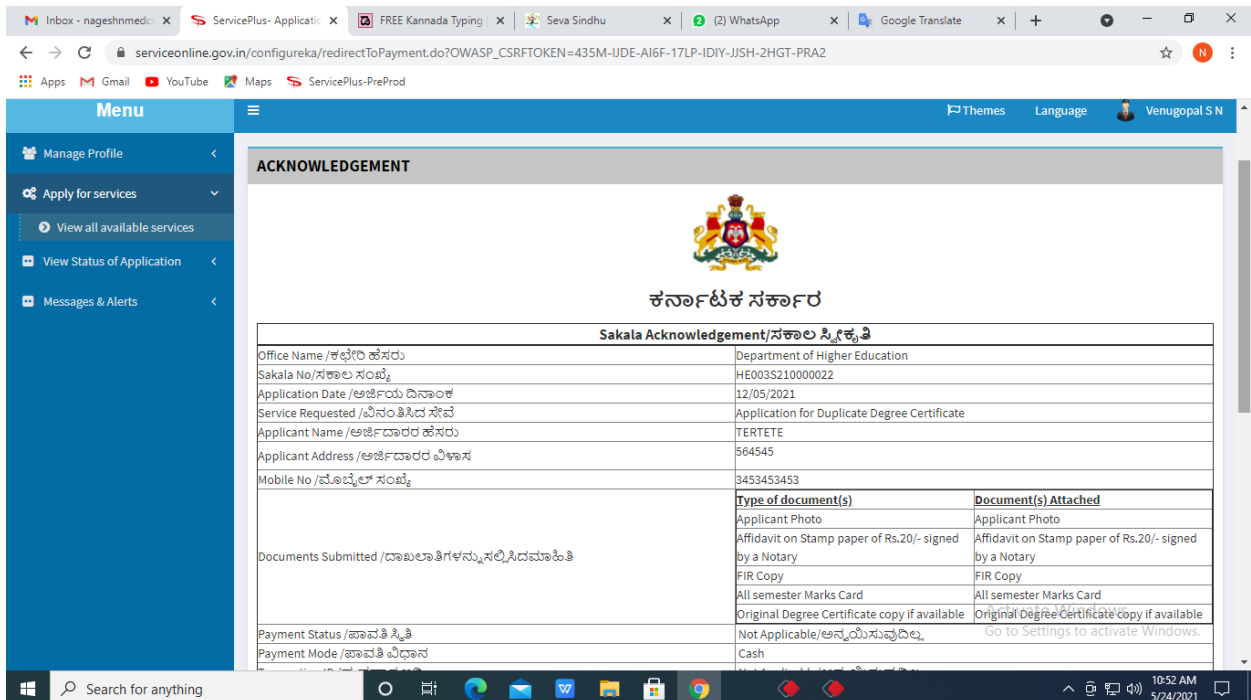 Inbox - nageshnmedc
ServicePlus- Applicatio
FREE Kannada Typing
Seva Sindhu
(2) WhatsApp
Google Translate
serviceonline.gov.in/configureka/redirectToPayment.do?OWASP_CSRFTOKEN=435M-IJDE-AI6F-17LP-IDIY-JJSH-2HGT-PRA2
N
Apps
Gmail
YouTube
Maps
ServicePlus-PreProd
Menu
Themes
Language
Venugopal S N
Manage Profile
Apply for services
View all available services
View Status of Application
Messages & Alerts
ACKNOWLEDGEMENT
ಕರ್ನಾಟಕ ಸರ್ಕಾರ
Sakala Acknowledgement/ಸಕಾಲ ಸ್ವೀಕೃತಿ
Office Name /ಕಛೇರಿ ಹೆಸರು Department of Higher Education
Sakala No/ಸಕಾಲ ಸಂಖ್ಯೆ HE003S210000022
Application Date /ಅರ್ಜಿಯ ದಿನಾಂಕ 12/05/2021
Service Requested /ವಿನಂತಿಸಿದ ಸೇವೆ Application for Duplicate Degree Certificate
Applicant Name /ಅರ್ಜಿದಾರರ ಹೆಸರು TERTETE
Applicant Address /ಅರ್ಜಿದಾರರ ವಿಳಾಸ 564545
Mobile No /ಮೊಬೈಲ್ ಸಂಖ್ಯೆ 3453453453
Documents Submitted /ದಾಖಲಾತಿಗಳನ್ನು ಸಲ್ಲಿಸಿದಮಾಹಿತಿ
Type of document(s) Document(s) Attached
Applicant Photo Applicant Photo
Affidavit on Stamp paper of Rs.20/- signed Affidavit on Stamp paper of Rs.20/- signed
by a Notary by a Notary
FIR Copy FIR Copy
All semester Marks Card All semester Marks Card
Original Degree Certificate copy if available Original Degree Certificate copy if available
Payment Status /ಪಾವತಿ ಸ್ಥಿತಿ Not Applicable/ಅನ್ವಯಿಸುವುದಿಲ್ಲ
Payment Mode /ಪಾವತಿ ವಿಧಾನ Cash
Activate Windows
Go to Settings to activate Windows.
Search for anything
10:52 AM
5/24/2021